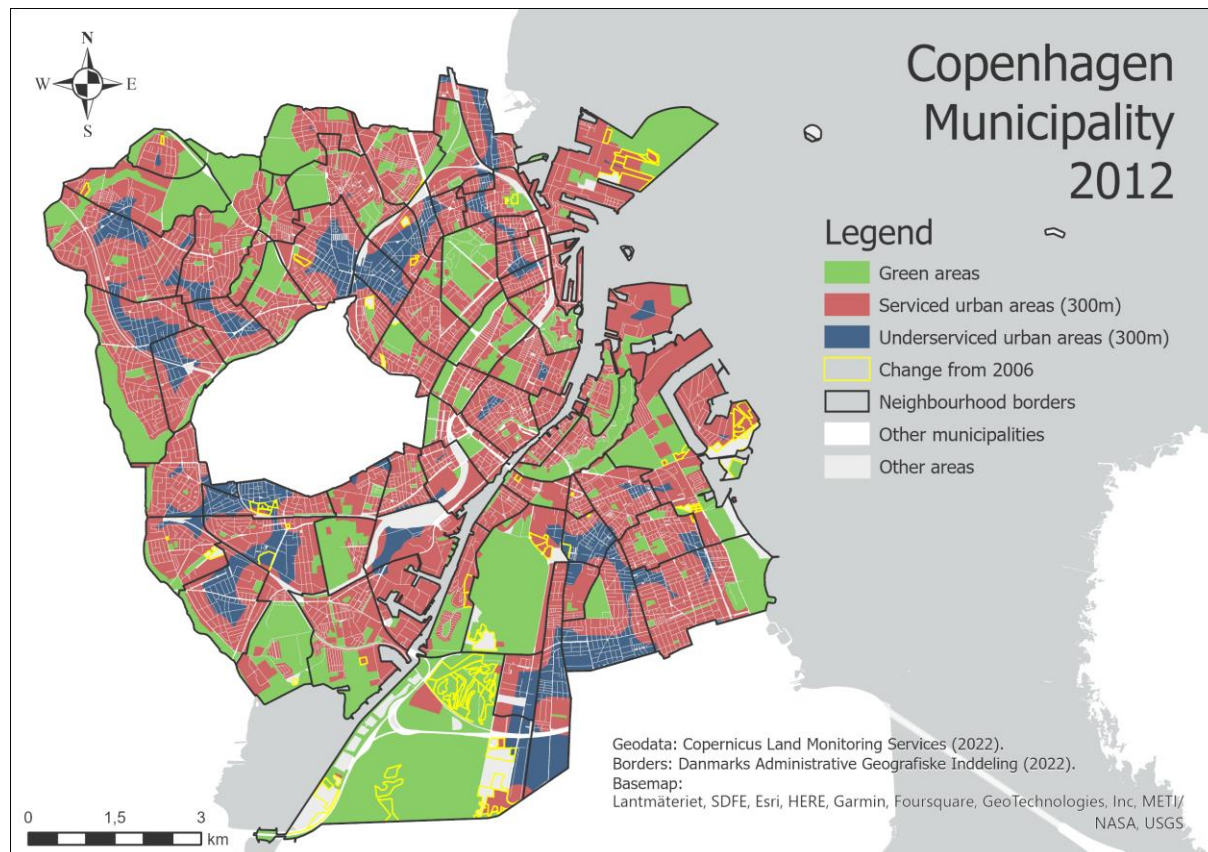 N
W E
S
Copenhagen
Municipality
2012
Legend
Green areas
Serviced urban areas (300m)
Underserviced urban areas (300m)
Change from 2006
Neighbourhood borders
Other municipalities
Other areas
Geodata: Copernicus Land Monitoring Services (2022).
Borders: Danmarks Administrative Geografiske Inddeling (2022).
Basemap:
Lantmäteriet, SDFE, Esri, HERE, Garmin, Foursquare, GeoTechnologies, Inc, METI/
NASA, USGS
0 1,5 3
km